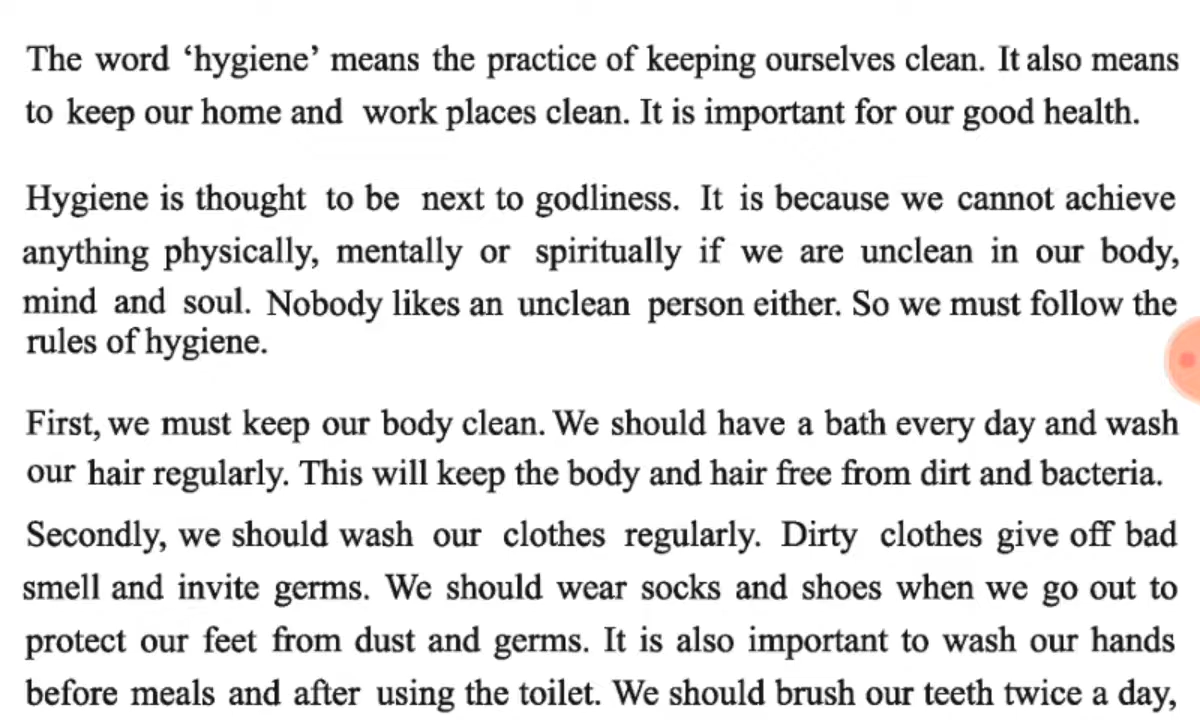 The word ‘hygiene’ means the practice of keeping ourselves clean. It also means
to keep our home and work places clean. It is important for our good health.
Hygiene is thought to be next to godliness. It is because we cannot achieve
anything physically, mentally or spiritually if we are unclean in our body,
mind and soul. Nobody likes an unclean person either. So we must follow the
rules of hygiene.
First, we must keep our body clean. We should have a bath every day and wash
our hair regularly. This will keep the body and hair free from dirt and bacteria.
Secondly, we should wash our clothes regularly. Dirty clothes give off bad
smell and invite germs. We should wear socks and shoes when we go out to
protect our feet from dust and germs. It is also important to wash our hands
before meals and after using the toilet. We should brush our teeth twice a day,